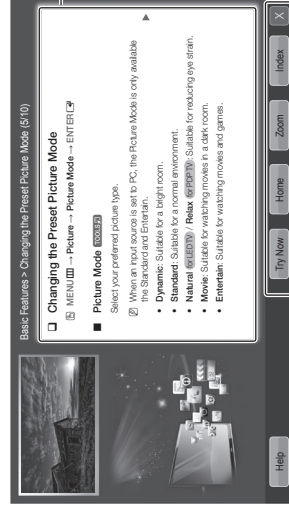 Basic Features > Changing the Preset Picture Mode (5/10)
Changing the Preset Picture Mode
MENU → Picture → Picture Mode → ENTER
Picture Mode TOOLS
Select your preferred picture type.
When an input source is set to PC, the Picture Mode is only available
the Standard and Entertain.
• Dynamic: Suitable for a bright room.
• Standard: Suitable for a normal environment.
• Natural for LED TV / Relax for PDP TV: Suitable for reducing eye strain.
• Movie: Suitable for watching movies in a dark room.
• Entertain: Suitable for watching movies and games.
Help Try Now Home Zoom Index X